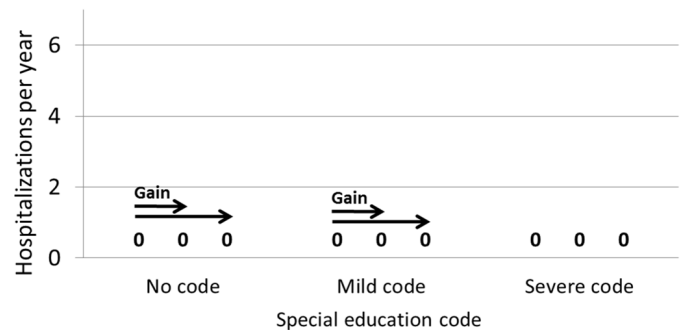 Hospitalizations per year
6
4
2
0
Gain
Gain
0 0 0
0 0 0
0 0 0
No code
Mild code
Severe code
Special education code